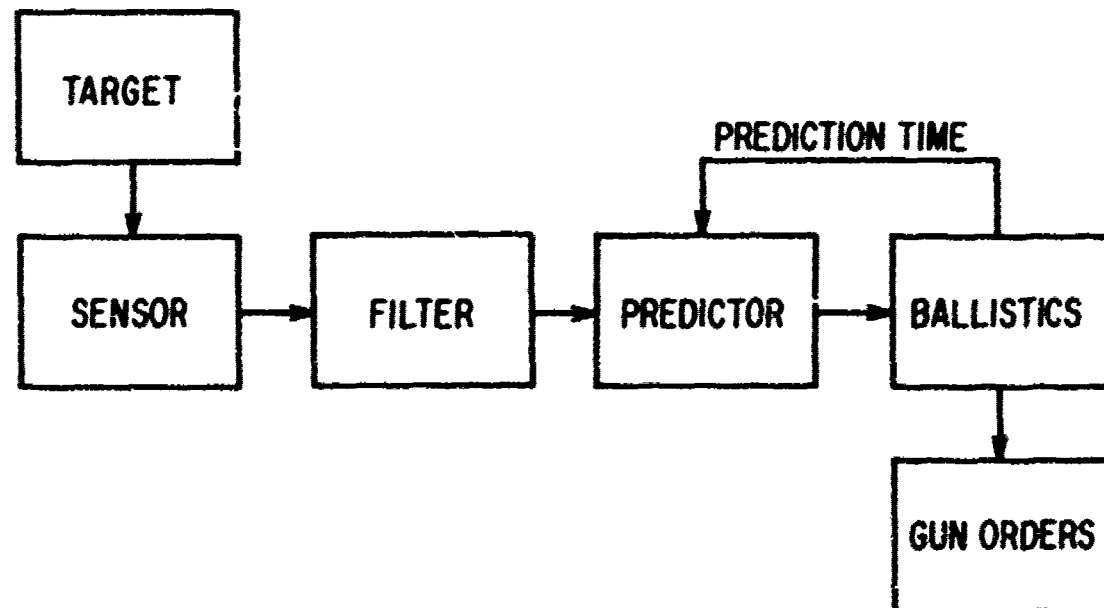 TARGET
PREDICTION TIME
SENSOR
FILTER
PREDICTOR
BALLISTICS
GUN ORDERS